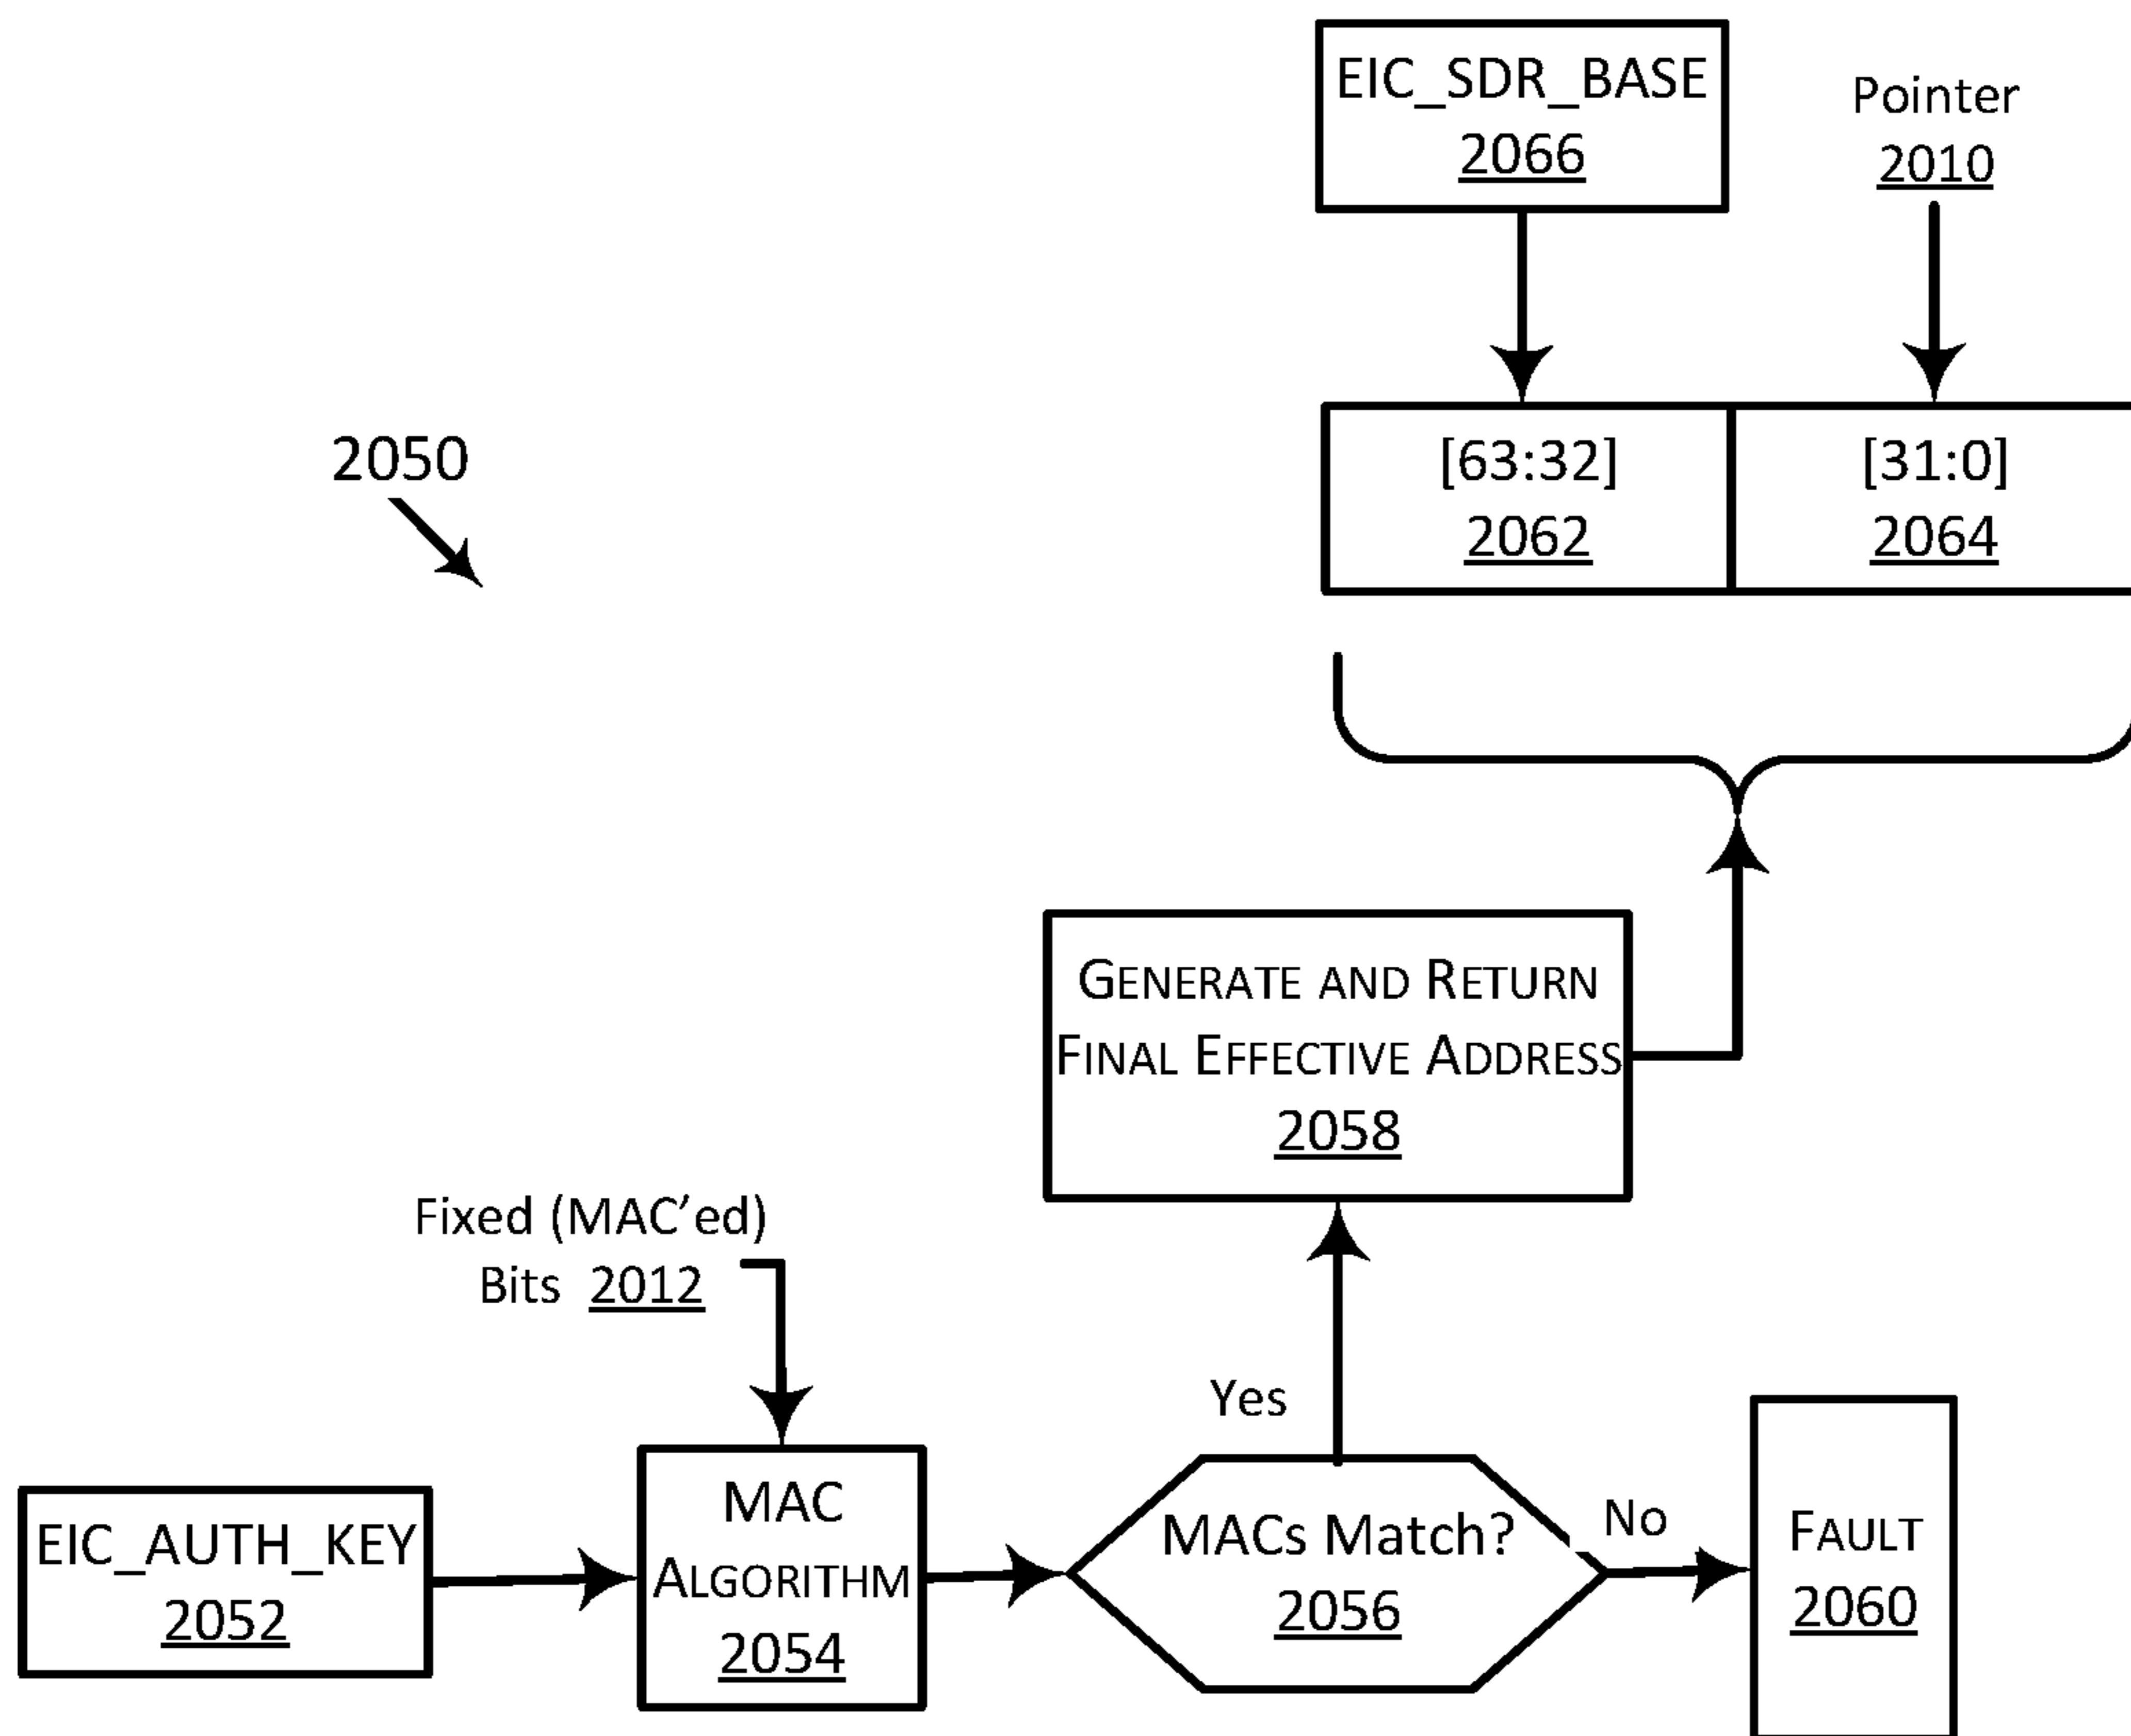 EIC_SDR_BASE
2066
Pointer
2010
[63:32]
2062
[31:0]
2064
2050
GENERATE AND RETURN
FINAL EFFECTIVE ADDRESS
2058
Fixed (MAC’ed)
Bits 2012
Yes
EIC_AUTH_KEY
2052
MAC
ALGORITHM
2054
MACs Match?
2056
No
FAULT
2060